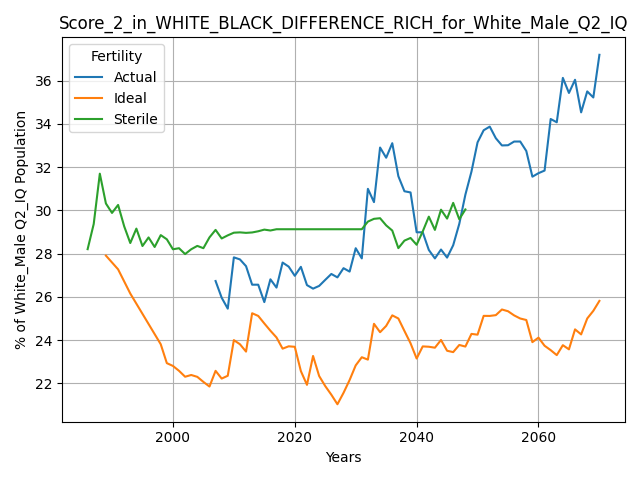 Score_2_in_WHITE_BLACK_DIFFERENCE_RICH_for_White_Male_Q2_IQ
Fertility
Actual
Ideal
Sterile
% of White_Male Q2_IQ Population
36
34
32
30
28
26
24
22
2000
2020
2040
2060
Years